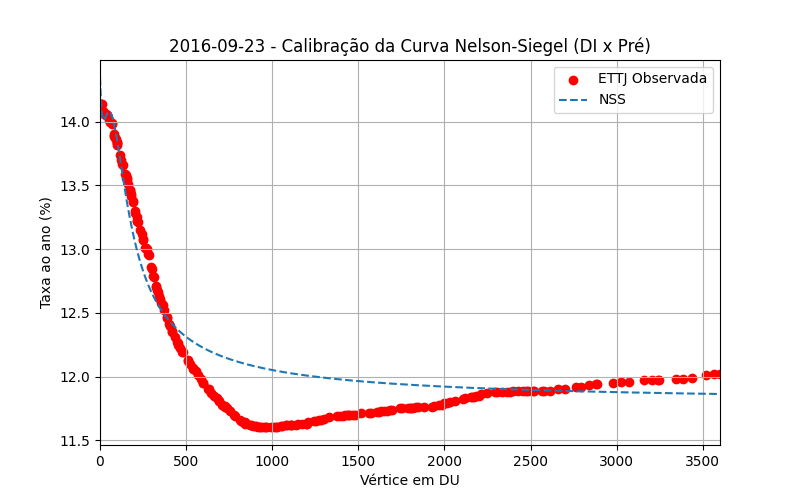 2016-09-23 - Calibração da Curva Nelson-Siegel (DI x Pré)
ETTJ Observada
NSS
Taxa ao ano (%)
14.0
13.5
13.0
12.5
12.0
11.5
0 500 1000 1500 2000 2500 3000 3500
Vértice em DU